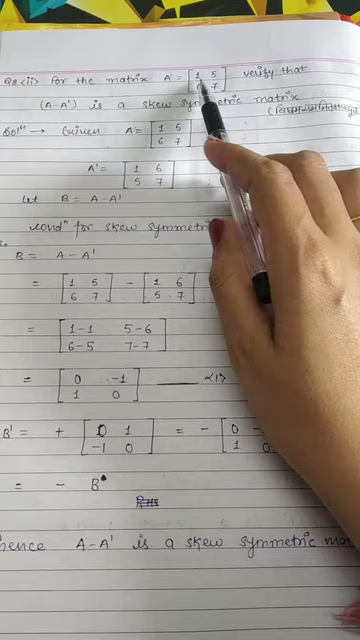 Q8<ii> For the matrix A = [1 5 7] verify that
(A-A') is a skew symmetric matrix
Solⁿ → Given A = [1 5
6 7]
A' = [1 6
5 7]
Let B = A - A'
condⁿ for skew symmetric
B = A - A'
= [1 5
6 7] - [1 6
5 7]
= [1-1 5-6
6-5 7-7]
= [0 -1
1 0] <1>
B' = + [0 1
-1 0] = - [0
1 0
= - B
hence A-A' is a skew symmetric